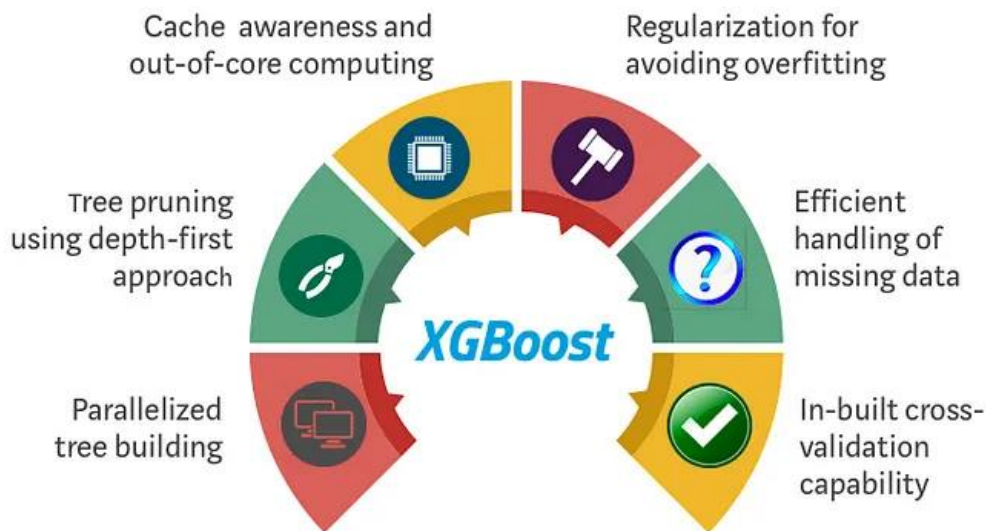 Cache awareness and
out-of-core computing
Regularization for
avoiding overfitting
Tree pruning
using depth-first
approach
Efficient
handling of
missing data
?
XGBoost
Parallelized
tree building
In-built cross-
validation
capability